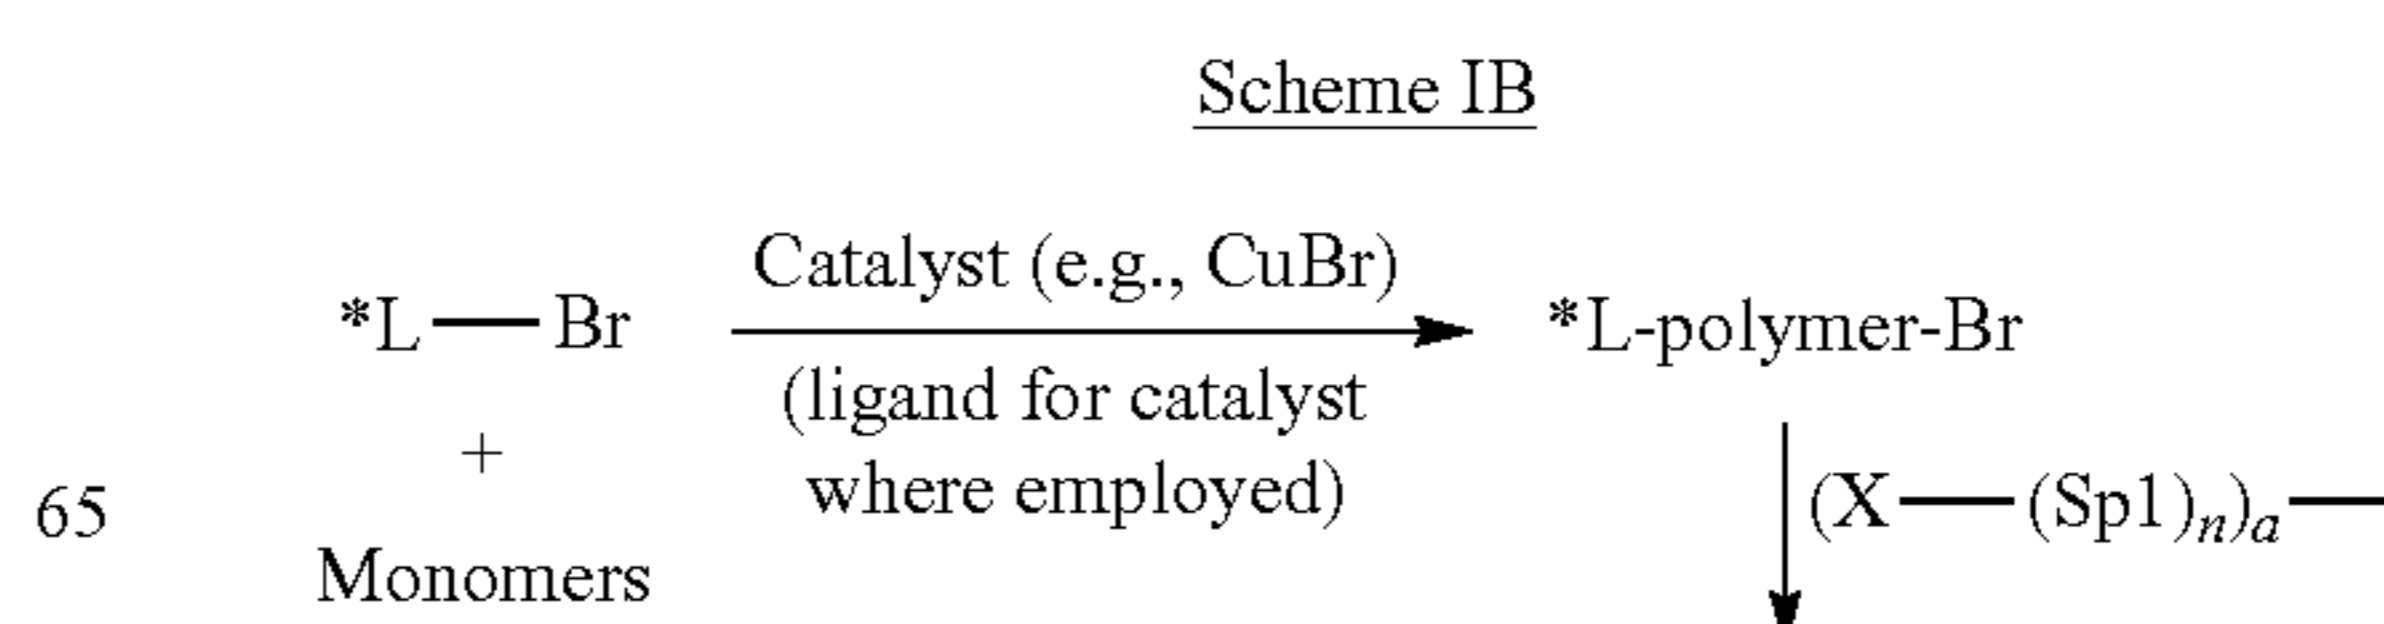 Scheme IB
Catalyst (e.g., CuBr)
*L—Br
*L-polymer-Br
(ligand for catalyst
+
where employed)
65
(X—(Sp1)n)a—
Monomers